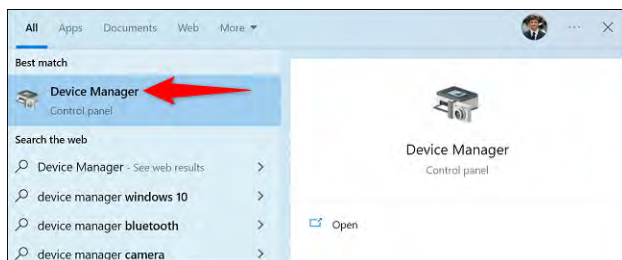 All Apps Documents Web More
Best match
Device Manager
Control panel
Search the web
Device Manager - See web results
device manager windows 10
device manager bluetooth
device manager camera
Device Manager
Control panel
Open